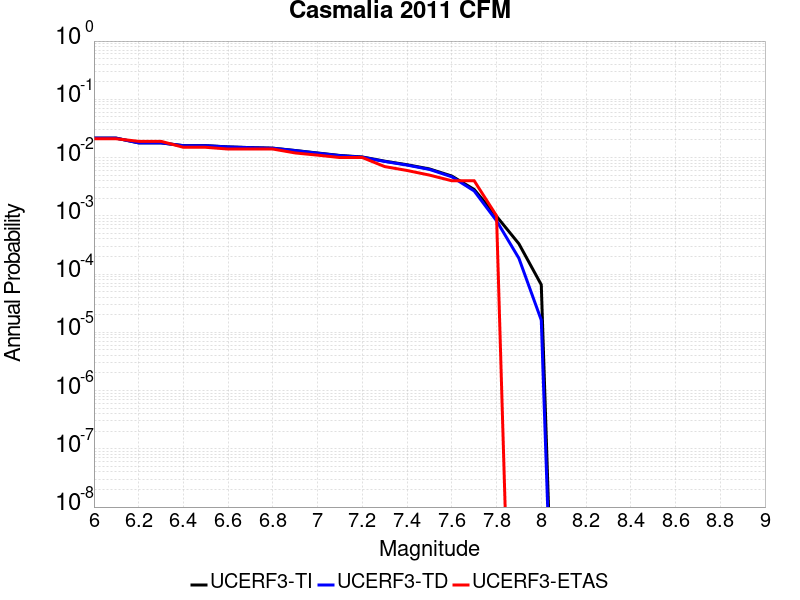 Casmalia 2011 CFM
10^0
10^-1
10^-2
10^-3
10^-4
10^-5
10^-6
10^-7
10^-8
Annual Probability
6 6.2 6.4 6.6 6.8 7 7.2 7.4 7.6 7.8 8 8.2 8.4 8.6 8.8 9
Magnitude
UCERF3-TI UCERF3-TD UCERF3-ETAS